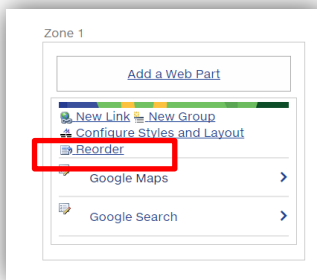 Zone 1
Add a Web Part
New Link New Group
Configure Styles and Layout
Reorder
Google Maps
Google Search